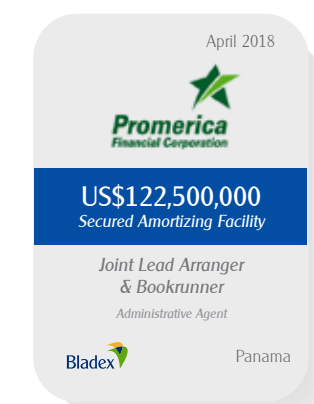 April 2018
Promerica
Financial Corporation
US$122,500,000
Secured Amortizing Facility
Joint Lead Arranger
& Bookrunner
Administrative Agent
Bladex
Panama